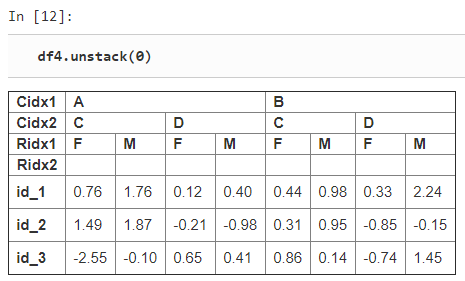 In [12]:
df4.unstack(0)
Cidx1 A B
Cidx2 C D C D
Ridx1 F M F M F M F M
Ridx2
id_1 0.76 1.76 0.12 0.40 0.44 0.98 0.33 2.24
id_2 1.49 1.87 -0.21 -0.98 0.31 0.95 -0.85 -0.15
id_3 -2.55 -0.10 0.65 0.41 0.86 0.14 -0.74 1.45